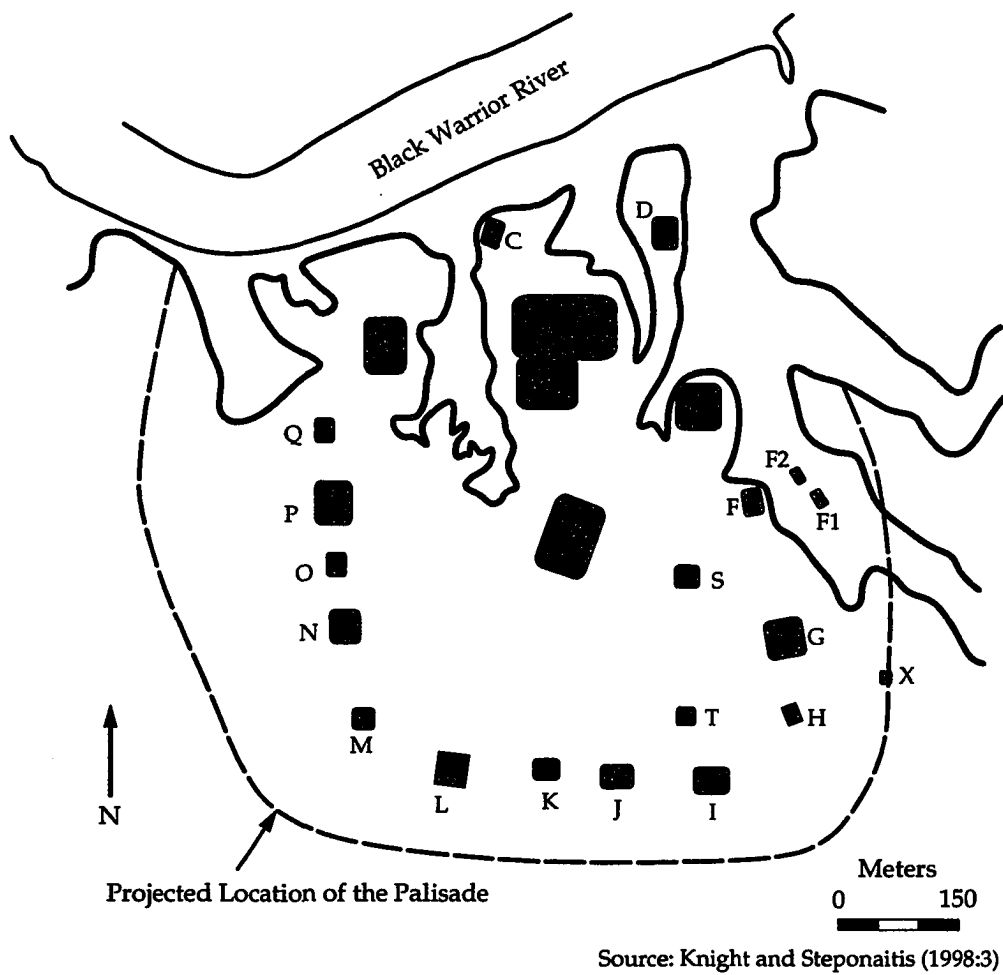 Black Warrior River
D
C
Q
F2
P
F
F1
O
S
N
G
X
M
T
H
L
K
J
I
N
Projected Location of the Palisade
Meters
0 150
Source: Knight and Steponaitis (1998:3)